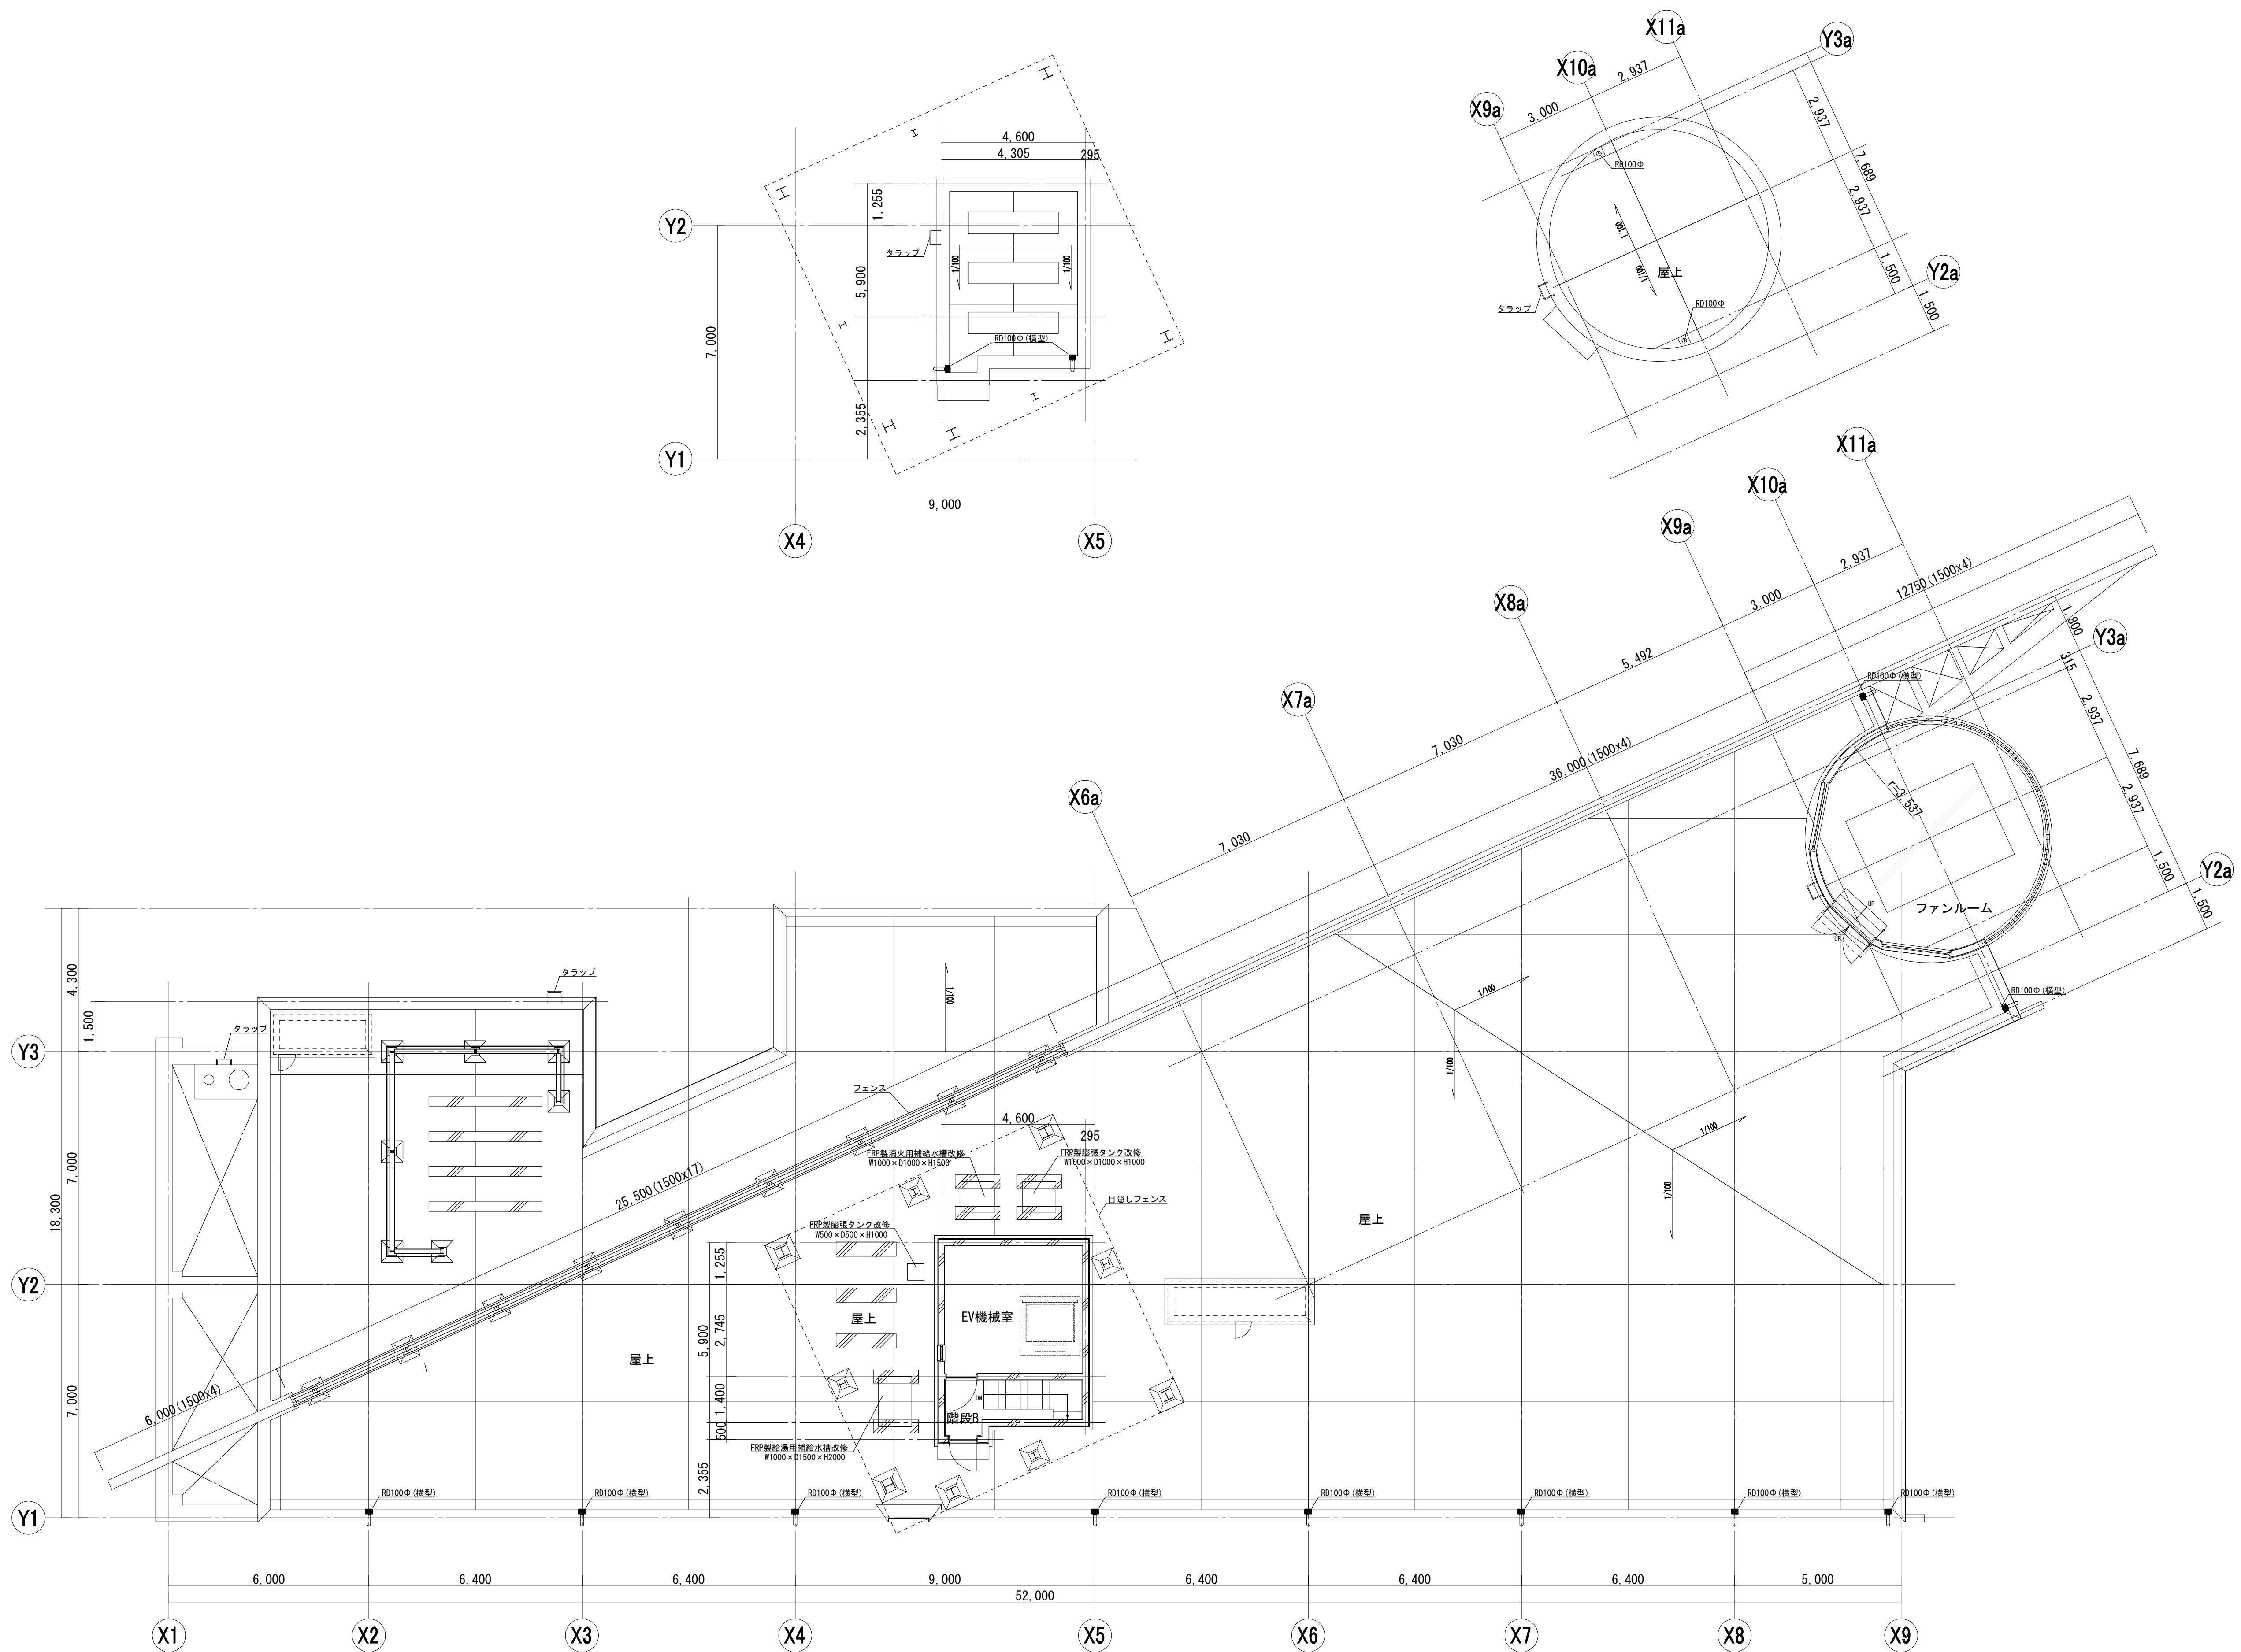 X11a
Y3a
X10a
2,937
X9a
3,000
2,937
4,600
4,305
295
7,689
RD100Φ
1,255
2,937
Y2
タラップ
1/100
1/100
1/100
1/100
屋上
1,500
Y2a
5,900
タラップ
RD100Φ
1,500
7,000
RD100Φ(横型)
2,355
Y1
X11a
9,000
X4
X5
X10a
X9a
2,937
12750(1500x4)
X8a
3,000
1,800
Y3a
5,492
315
RD100Φ(横型)
X7a
2,937
7,030
36,000(1500x4)
7,689
r=3,537
2,937
X6a
7,030
1,500
Y2a
UP
ファンルーム
1,500
UP
タラップ
4,300
1/100
1/100
RD100Φ(横型)
1,500
タラップ
Y3
1/100
フェンス
4,600
295
1/100
FRP製消火用補給水槽改修
W1000×D1000×H1500
FRP製膨張タンク改修
W1000×D1000×H1000
7,000
25,500(1500x17)
1/100
目隠しフェンス
18,300
屋上
FRP製膨張タンク改修
W500×D500×H1000
1,255
Y2
屋上
EV機械室
5,900
2,745
屋上
7,000
6,000(1500x4)
1,400
DN
階段B
500
FRP製給湯用補給水槽改修
W1000×D1500×H2000
2,355
RD100Φ(横型)
RD100Φ(横型)
RD100Φ(横型)
RD100Φ(横型)
RD100Φ(横型)
RD100Φ(横型)
RD100Φ(横型)
RD100Φ(横型)
Y1
6,000
6,400
6,400
9,000
6,400
6,400
6,400
5,000
52,000
X1
X2
X3
X4
X5
X6
X7
X8
X9